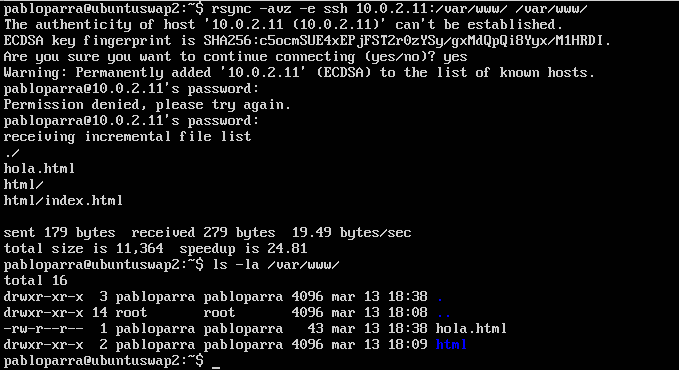 pabloparra@ubuntuswap2:~$ rsync -avz -e ssh 10.0.2.11:/var/www/ /var/www/
The authenticity of host '10.0.2.11 (10.0.2.11)' can't be established.
ECDSA key fingerprint is SHA256:c5ocmSUE4xEPjFST2r0zYSy/gxMdQpQi8Yyx/M1HRDI.
Are you sure you want to continue connecting (yes/no)? yes
Warning: Permanently added '10.0.2.11' (ECDSA) to the list of known hosts.
pabloparra@10.0.2.11's password:
Permission denied, please try again.
pabloparra@10.0.2.11's password:
receiving incremental file list
./
hola.html
html/
html/index.html
sent 179 bytes  received 279 bytes  19.49 bytes/sec
total size is 11,364  speedup is 24.81
pabloparra@ubuntuswap2:~$ ls -la /var/www/
total 16
drwxr-xr-x  3 pabloparra pabloparra 4096 mar 13 18:38 .
drwxr-xr-x 14 root       root       4096 mar 13 18:08 ..
-rw-r--r--  1 pabloparra pabloparra   43 mar 13 18:38 hola.html
drwxr-xr-x  2 pabloparra pabloparra 4096 mar 13 18:09 html
pabloparra@ubuntuswap2:~$ _